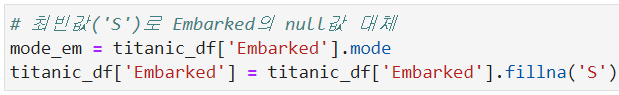 # 최빈값('S')로 Embarked의 null값 대체
mode_em = titanic_df['Embarked'].mode
titanic_df['Embarked'] = titanic_df['Embarked'].fillna('S')